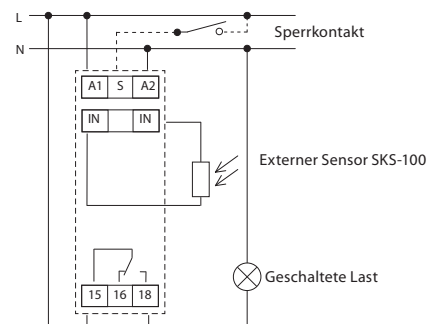 L
Sperrkontakt
N
A1 S A2
IN IN
Externer Sensor SKS-100
Geschaltete Last
15 16 18